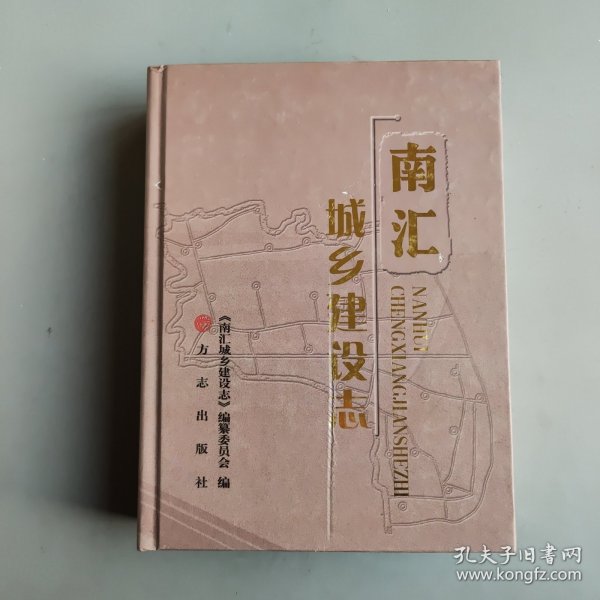 南汇
城乡建设志
NANHUI
CHENGXIANGJIANSHEZHI
《南汇城乡建设志》编纂委员会 编
方志出版社
孔夫子旧书网
www.kongfz.com